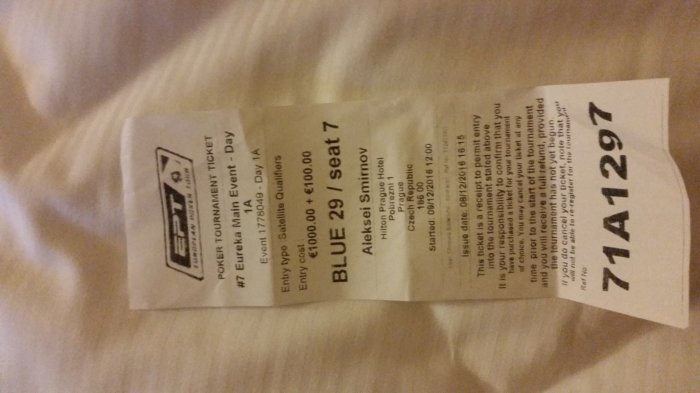 EPT
EUROPEAN POKER TOUR
POKER TOURNAMENT TICKET
#7 Eureka Main Event - Day
1A
Event 1778049 - Day 1A
Entry type Satellite Qualifiers
Entry cost
€1000.00 + €100.00
BLUE 29 / seat 7
Aleksei Smirnov
Hilton Prague Hotel
Pobrezni 1
Prague
Czech Republic
186 00
Started 09/12/2016 12:00
Issue date: 08/12/2016 16:15
This ticket is a receipt to permit entry
into the tournament stated above
It is your responsibility to confirm that you
have purchased a ticket for your tournament
of choice. You may cancel your ticket at any
time prior to the start of the tournament
and you will receive a full refund, provided
the tournament has not yet begun
If you do cancel your ticket, note that you
will not be able to re-register for the tournament
Ref No
71A1297